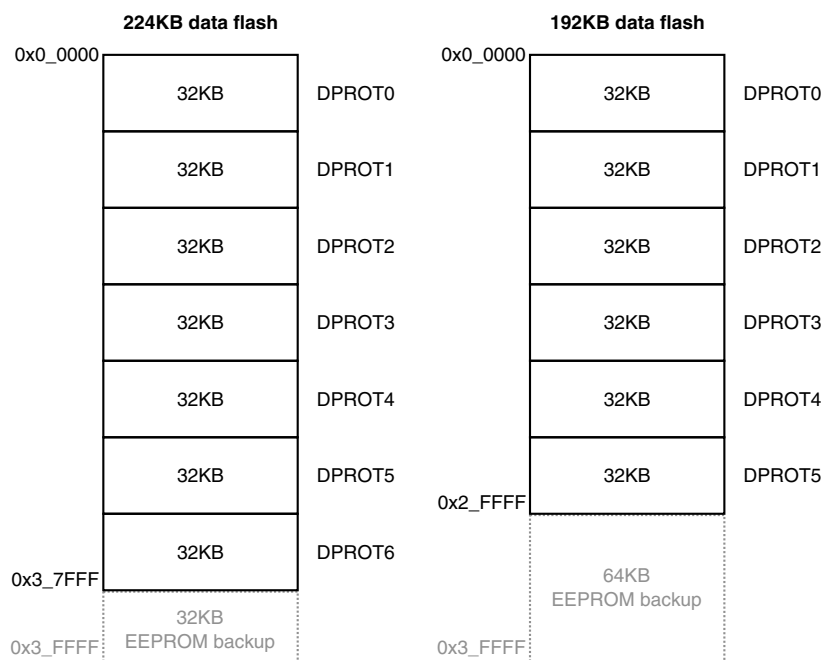 224KB data flash
0x0_0000
32KB
DPROT0
32KB
DPROT1
32KB
DPROT2
32KB
DPROT3
32KB
DPROT4
32KB
DPROT5
32KB
DPROT6
0x3_7FFF
32KB
EEPROM backup
0x3_FFFF
192KB data flash
0x0_0000
32KB
DPROT0
32KB
DPROT1
32KB
DPROT2
32KB
DPROT3
32KB
DPROT4
32KB
DPROT5
0x2_FFFF
64KB
EEPROM backup
0x3_FFFF